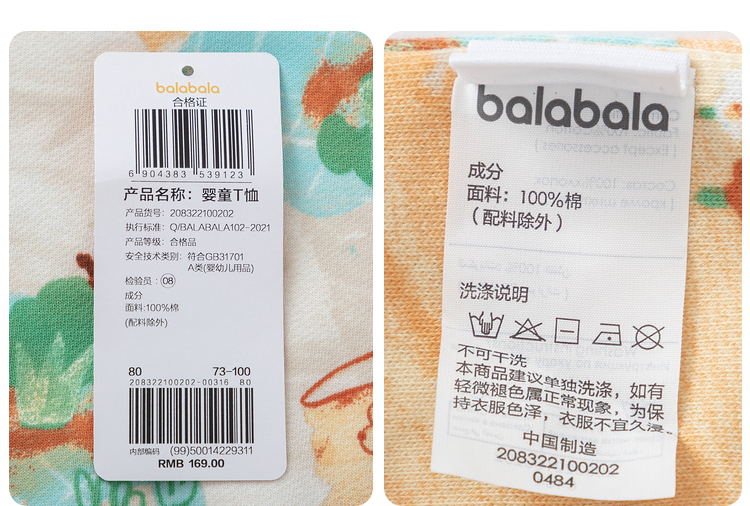 balabala
合格证
6 904383 539123
产品名称：婴童T恤
产品货号：208322100202
执行标准：Q/BALABALA102-2021
产品等级：合格品
安全技术类别：符合GB31701
A类(婴幼儿用品)
检验员：08
成分
面料:100%棉
(配料除外)
80 73-100
208322100202-00316 80
内部编码 (99)50014229311
RMB 169.00
balabala
成分
面料：100%棉
（配料除外）
洗涤说明
不可干洗
本商品建议单独洗涤，如有
轻微褪色属正常现象，为保
持衣服色泽，衣服不宜久浸。
中国制造
208322100202
0484